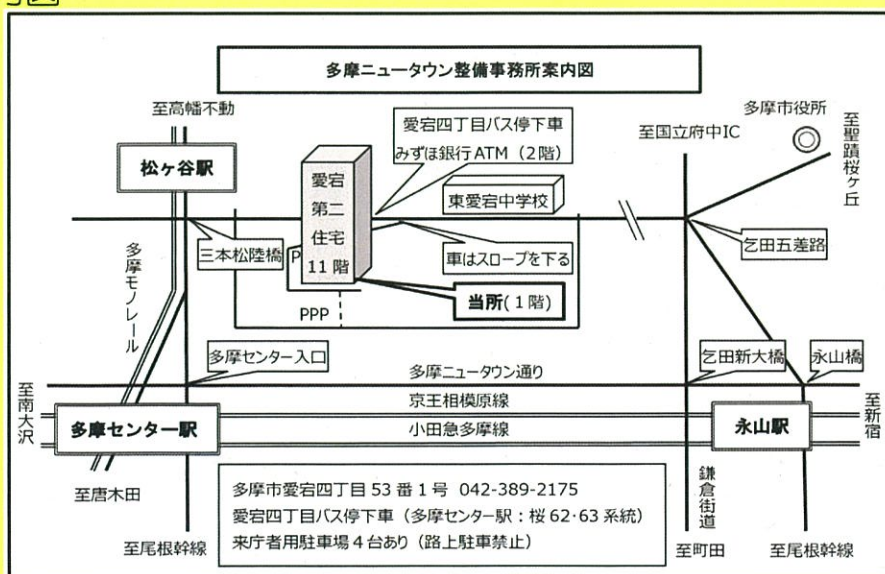 多摩ニュータウン整備事務所案内図
至高幡不動
松ヶ谷駅
愛宕四丁目バス停下車
みずほ銀行ATM（2階）
至国立府中IC
多摩市役所
至聖蹟桜ヶ丘
愛宕
第二
住宅
11階
東愛宕中学校
三本松陸橋
P
車はスロープを下る
乞田五差路
多摩モノレール
当所(1階)
PPP
多摩センター入口
多摩ニュータウン通り
乞田新大橋
永山橋
至南大沢
京王相模原線
至新宿
多摩センター駅
小田急多摩線
永山駅
至唐木田
多摩市愛宕四丁目53番1号 042-389-2175
愛宕四丁目バス停下車（多摩センター駅：桜62･63系統）
来庁者用駐車場4台あり（路上駐車禁止）
鎌倉街道
至尾根幹線
至町田
至尾根幹線